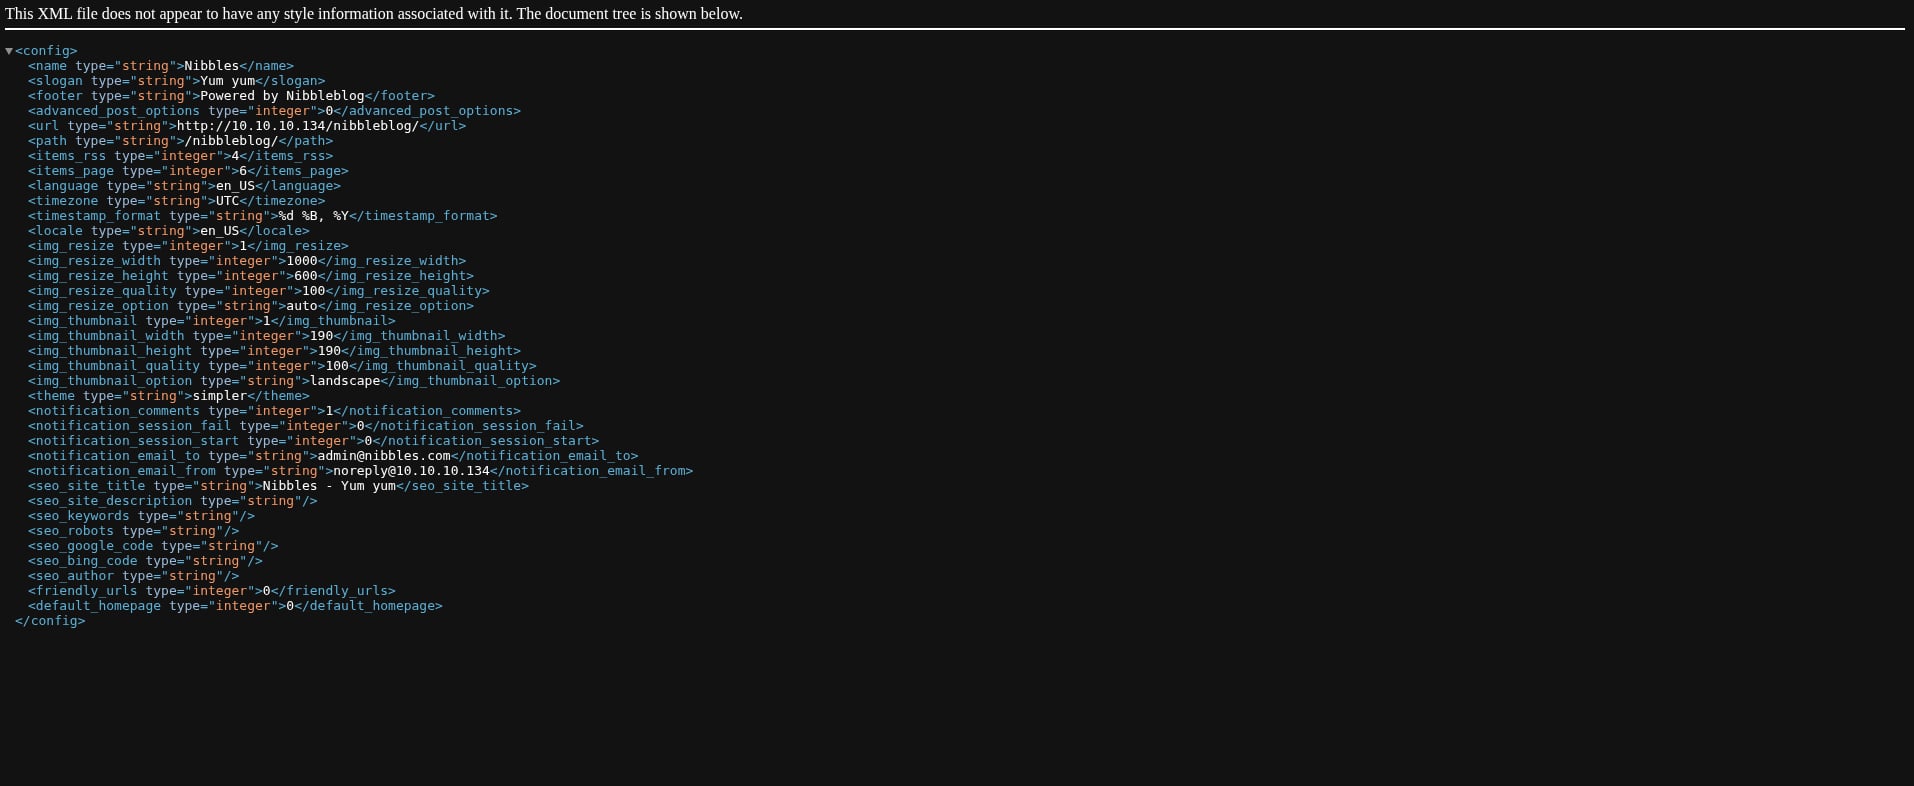 This XML file does not appear to have any style information associated with it. The document tree is shown below.
▼<config>
<name type="string">Nibbles</name>
<slogan type="string">Yum yum</slogan>
<footer type="string">Powered by Nibbleblog</footer>
<advanced_post_options type="integer">0</advanced_post_options>
<url type="string">http://10.10.10.134/nibbleblog/</url>
<path type="string">/nibbleblog/</path>
<items_rss type="integer">4</items_rss>
<items_page type="integer">6</items_page>
<language type="string">en_US</language>
<timezone type="string">UTC</timezone>
<timestamp_format type="string">%d %B, %Y</timestamp_format>
<locale type="string">en_US</locale>
<img_resize type="integer">1</img_resize>
<img_resize_width type="integer">1000</img_resize_width>
<img_resize_height type="integer">600</img_resize_height>
<img_resize_quality type="integer">100</img_resize_quality>
<img_resize_option type="string">auto</img_resize_option>
<img_thumbnail type="integer">1</img_thumbnail>
<img_thumbnail_width type="integer">190</img_thumbnail_width>
<img_thumbnail_height type="integer">190</img_thumbnail_height>
<img_thumbnail_quality type="integer">100</img_thumbnail_quality>
<img_thumbnail_option type="string">landscape</img_thumbnail_option>
<theme type="string">simpler</theme>
<notification_comments type="integer">1</notification_comments>
<notification_session_fail type="integer">0</notification_session_fail>
<notification_session_start type="integer">0</notification_session_start>
<notification_email_to type="string">admin@nibbles.com</notification_email_to>
<notification_email_from type="string">noreply@10.10.10.134</notification_email_from>
<seo_site_title type="string">Nibbles - Yum yum</seo_site_title>
<seo_site_description type="string"/>
<seo_keywords type="string"/>
<seo_robots type="string"/>
<seo_google_code type="string"/>
<seo_bing_code type="string"/>
<seo_author type="string"/>
<friendly_urls type="integer">0</friendly_urls>
<default_homepage type="integer">0</default_homepage>
</config>